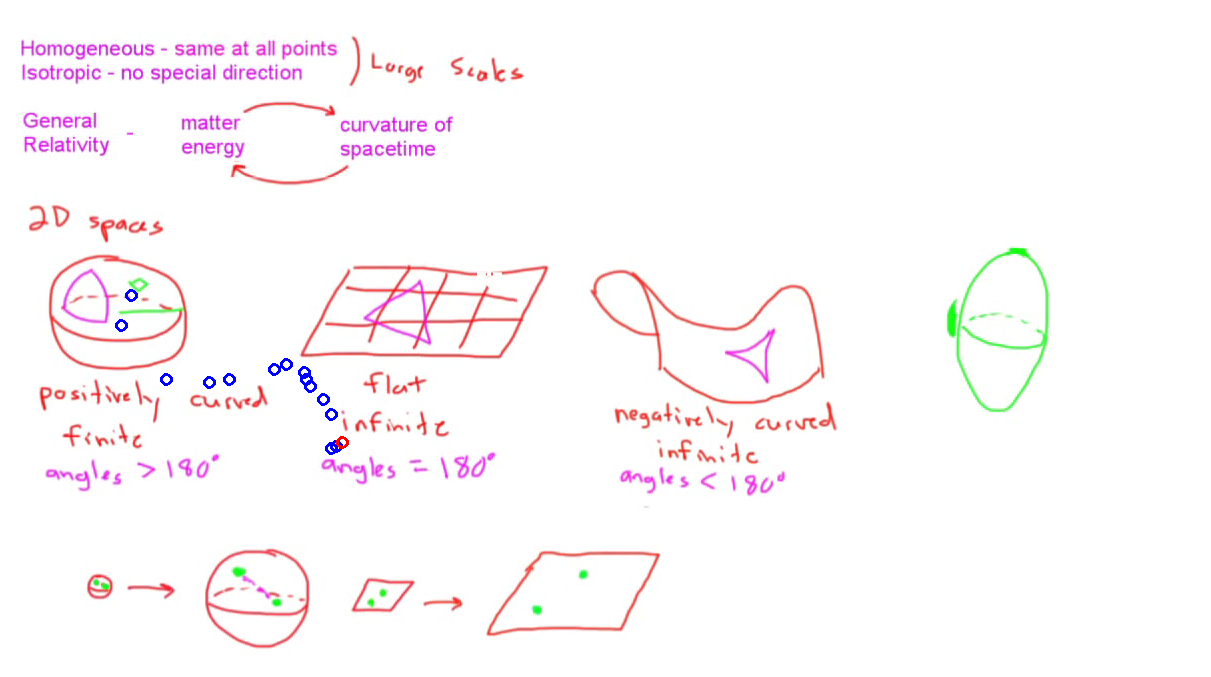 Homogeneous - same at all points
Isotropic - no special direction
Large Scales
General
Relativity
-
matter
energy
curvature of
spacetime
2D spaces
positively curved
finite
angles > 180°
flat
infinite
angles = 180°
negatively curved
infinite
angles < 180°